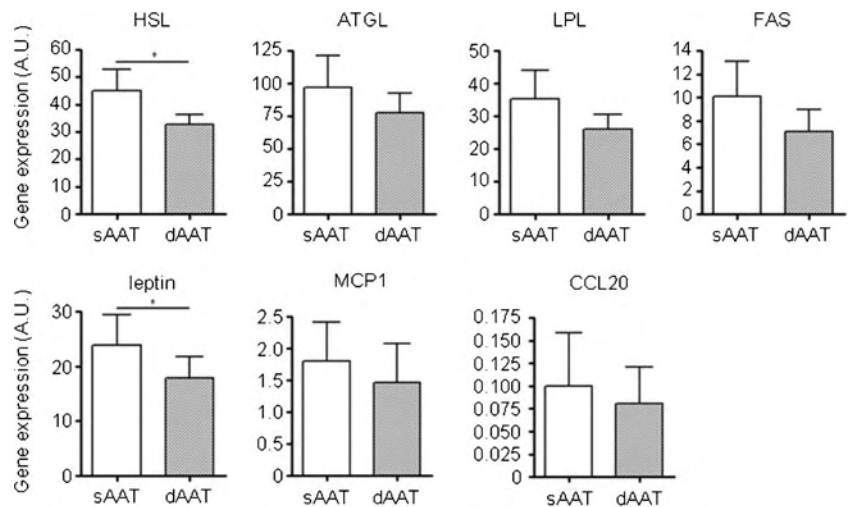 HSL
ATGL
LPL
FAS
Gene expression (A.U.)
50
40
30
20
10
0
*
sAAT dAAT
125
100
75
50
25
0
sAAT dAAT
50
40
30
20
10
0
sAAT dAAT
14
12
10
8
6
4
2
0
sAAT dAAT
leptin
MCP1
CCL20
Gene expression (A.U.)
30
20
10
0
*
sAAT dAAT
2.5
2.0
1.5
1.0
0.5
0
sAAT dAAT
0.175
0.150
0.125
0.100
0.075
0.050
0.025
0
sAAT dAAT